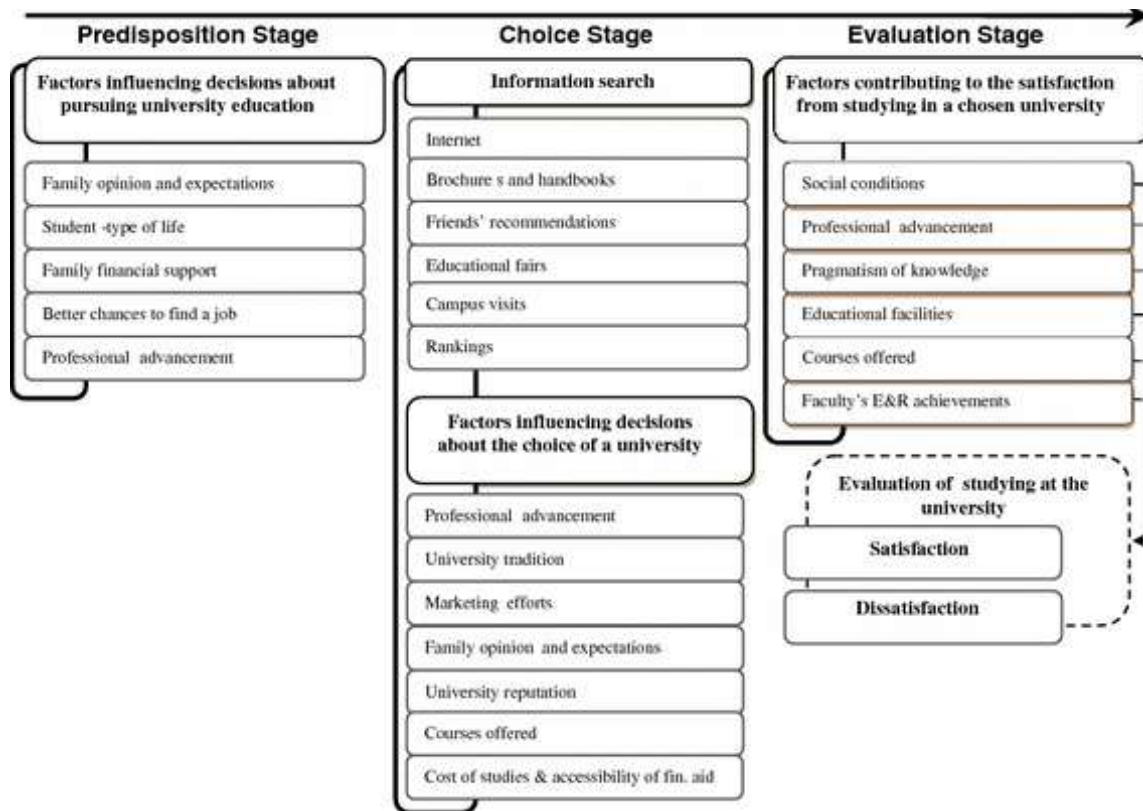 Predisposition Stage
Factors influencing decisions about
pursuing university education
Family opinion and expectations
Student -type of life
Family financial support
Better chances to find a job
Professional advancement
Choice Stage
Information search
Internet
Brochure s and handbooks
Friends' recommendations
Educational fairs
Campus visits
Rankings
Factors influencing decisions
about the choice of a university
Professional advancement
University tradition
Marketing efforts
Family opinion and expectations
University reputation
Courses offered
Cost of studies & accessibility of fin. aid
Evaluation Stage
Factors contributing to the satisfaction
from studying in a chosen university
Social conditions
Professional advancement
Pragmatism of knowledge
Educational facilities
Courses offered
Faculty's E&R achievements
Evaluation of studying at the
university
Satisfaction
Dissatisfaction